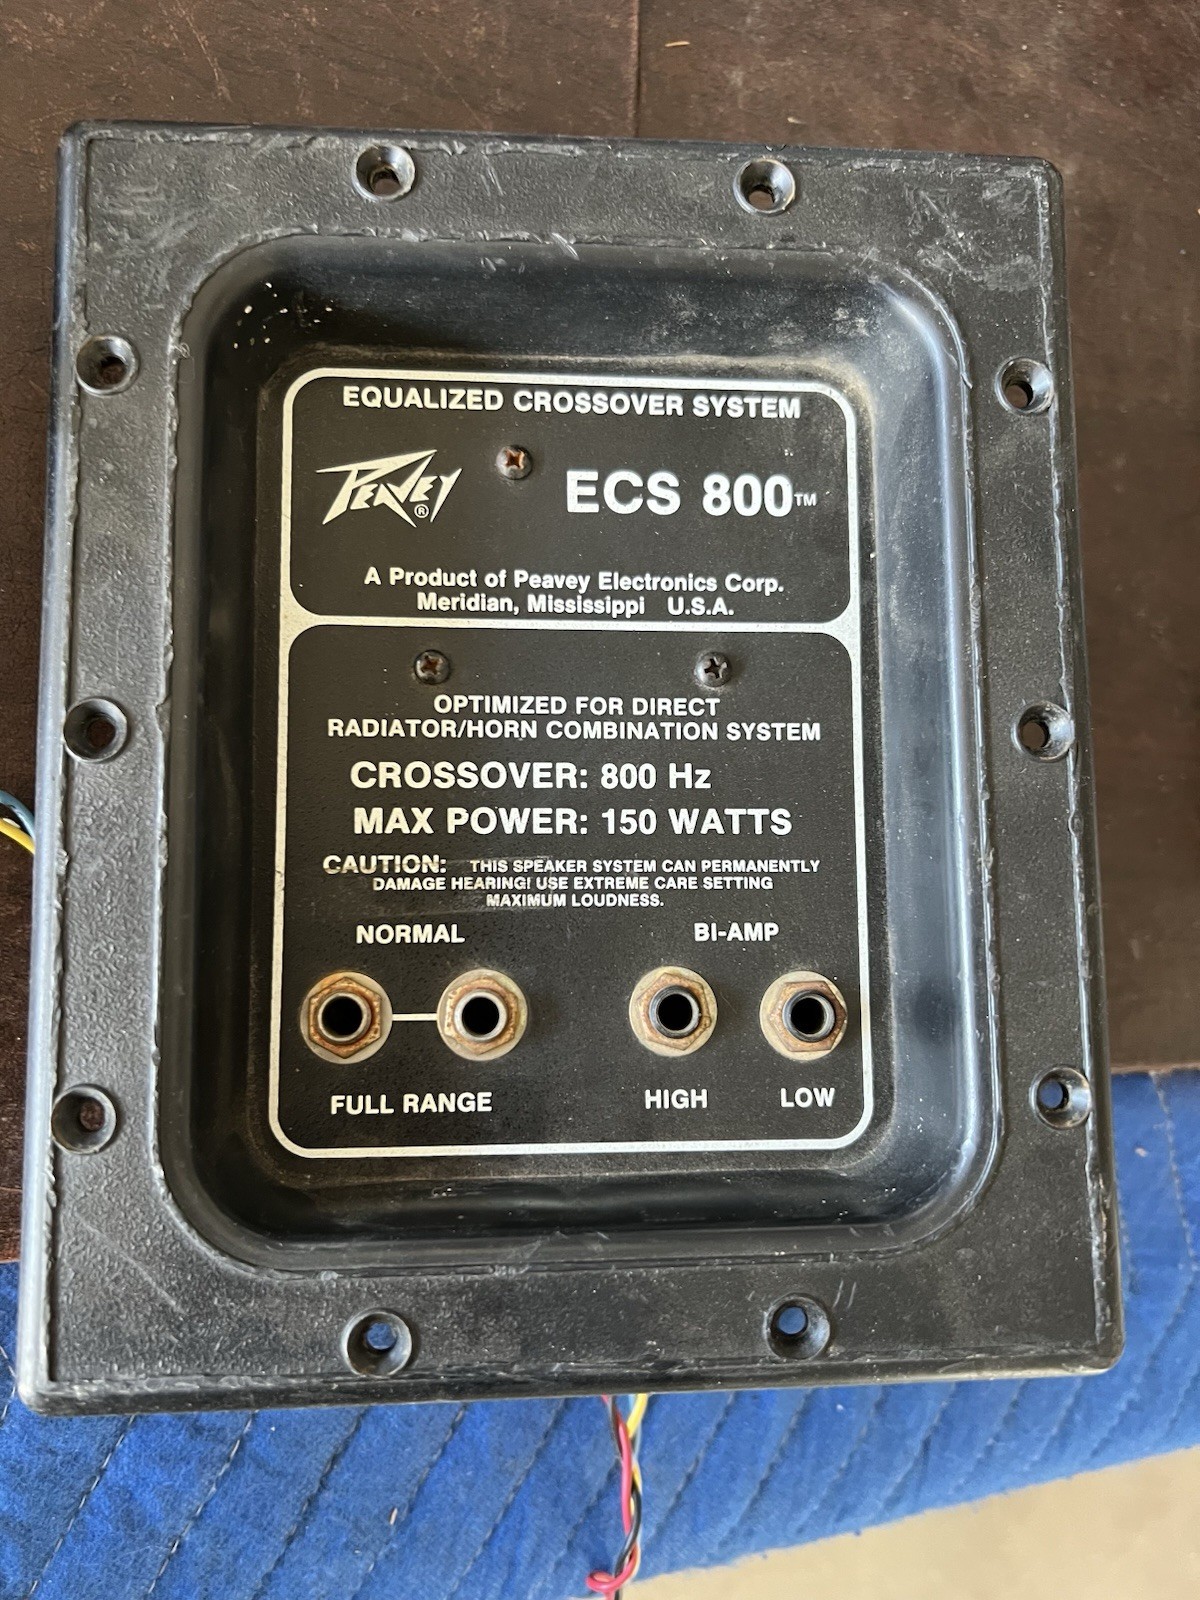 EQUALIZED CROSSOVER SYSTEM
PEAVEY®
ECS 800™
A Product of Peavey Electronics Corp.
Meridian, Mississippi U.S.A.
OPTIMIZED FOR DIRECT
RADIATOR/HORN COMBINATION SYSTEM
CROSSOVER: 800 Hz
MAX POWER: 150 WATTS
CAUTION: THIS SPEAKER SYSTEM CAN PERMANENTLY
DAMAGE HEARING! USE EXTREME CARE SETTING
MAXIMUM LOUDNESS.
NORMAL BI-AMP
FULL RANGE HIGH LOW